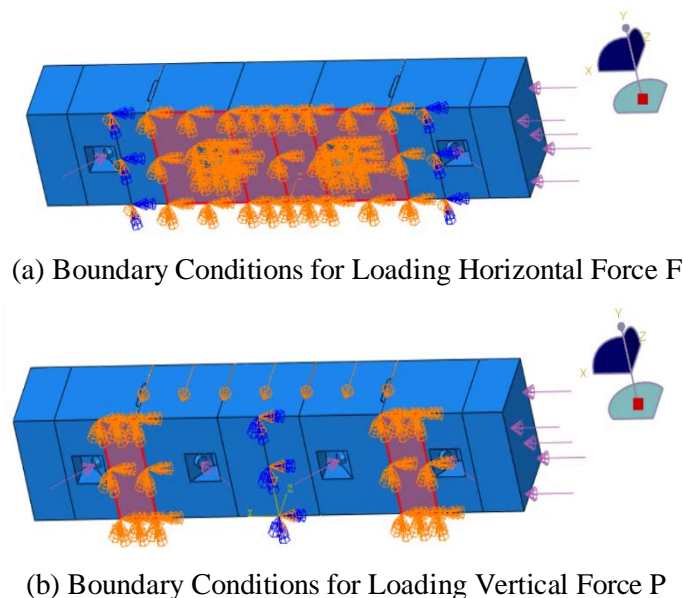 Y
Z
X
(a) Boundary Conditions for Loading Horizontal Force F
Y
Z
X
(b) Boundary Conditions for Loading Vertical Force P